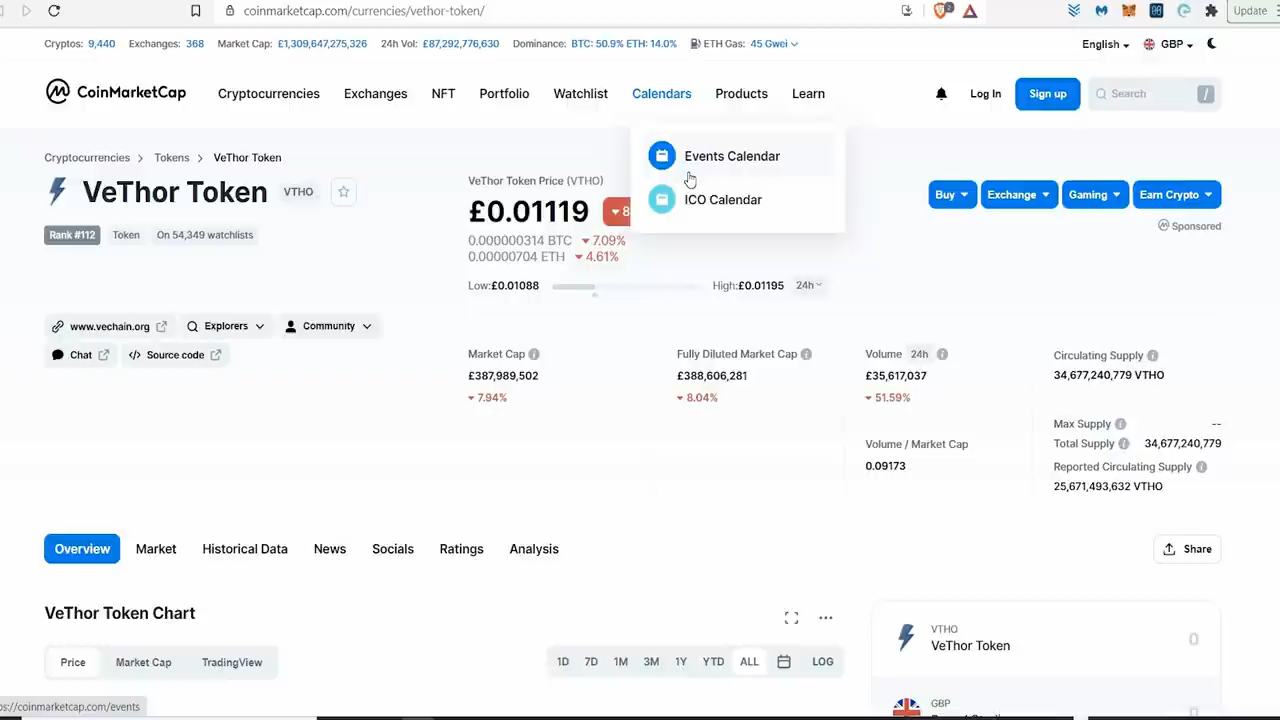 coinmarketcap.com/currencies/vethor-token/
2
Update
Cryptos: 9,440 Exchanges: 368 Market Cap: £1,309,647,275,326 24h Vol: £87,292,776,630 Dominance: BTC: 50.9% ETH: 14.0% ETH Gas: 45 Gwei
English GBP
CoinMarketCap Cryptocurrencies Exchanges NFT Portfolio Watchlist Calendars Products Learn Log In Sign up Search /
Events Calendar
ICO Calendar
Cryptocurrencies > Tokens > VeThor Token
VeThor Token VTHO
Rank #112 Token On 54,349 watchlists
www.vechain.org Explorers Community
Chat Source code
VeThor Token Price (VTHO)
£0.01119 8
0.000000314 BTC 7.09%
0.00000704 ETH 4.61%
Low:£0.01088 High:£0.01195 24h
Buy Exchange Gaming Earn Crypto
Sponsored
Market Cap
£387,989,502
7.94%
Fully Diluted Market Cap
£388,606,281
8.04%
Volume 24h
£35,617,037
51.59%
Volume / Market Cap
0.09173
Circulating Supply
34,677,240,779 VTHO
Max Supply --
Total Supply 34,677,240,779
Reported Circulating Supply
25,671,493,632 VTHO
Overview Market Historical Data News Socials Ratings Analysis Share
VeThor Token Chart
Price Market Cap TradingView
1D 7D 1M 3M 1Y YTD ALL LOG
VTHO
VeThor Token 0
GBP
ps://coinmarketcap.com/events